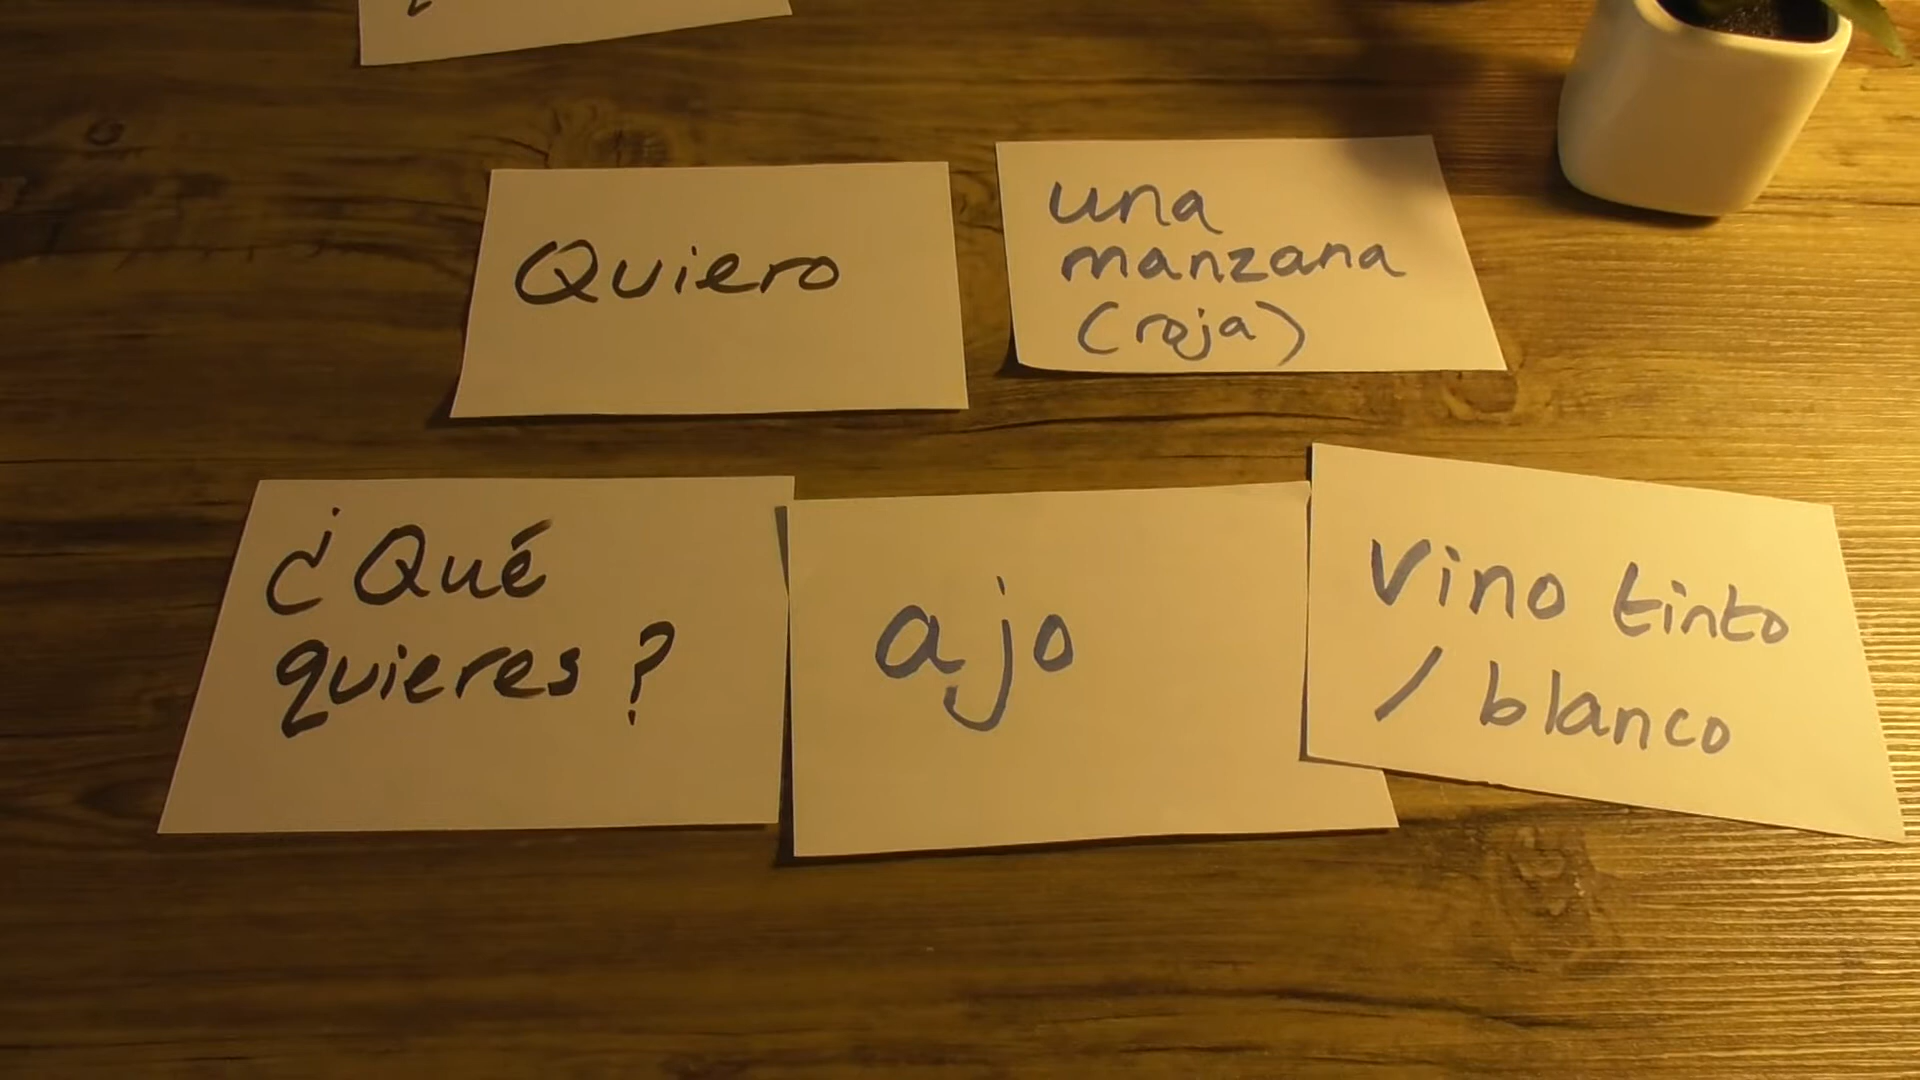 Quiero
una
manzana
(roja)
¿Qué
quieres?
ajo
vino tinto
/ blanco